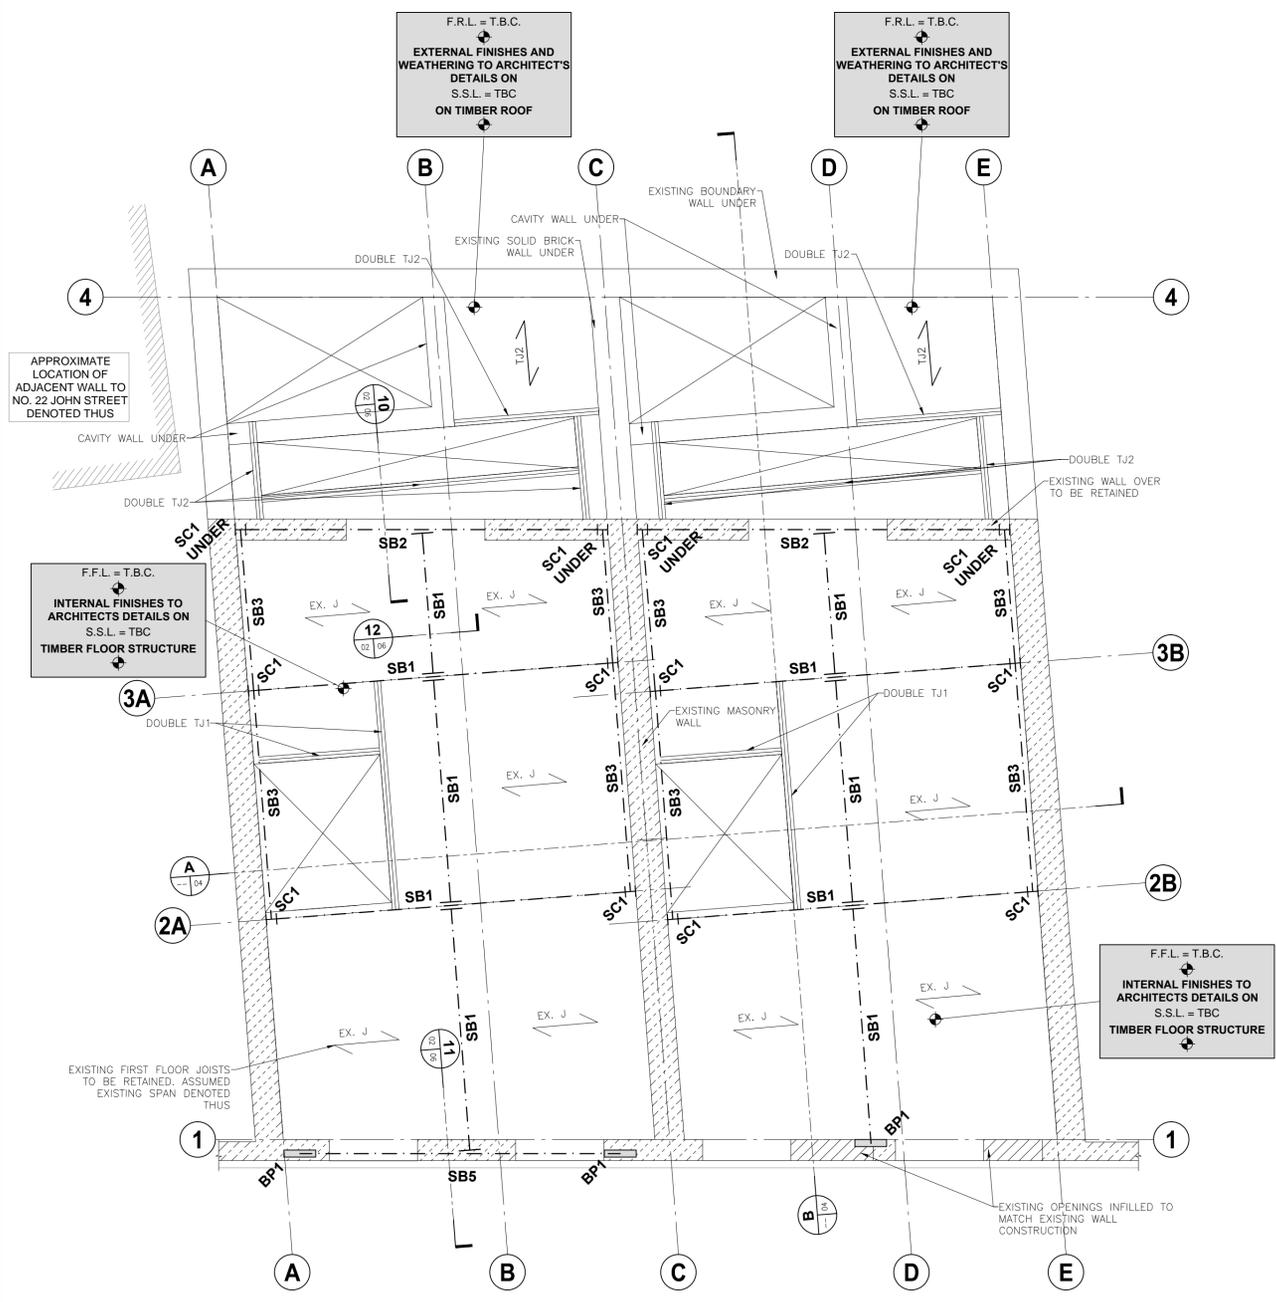 F.R.L. = T.B.C.
EXTERNAL FINISHES AND
WEATHERING TO ARCHITECT'S
DETAILS ON
S.S.L. = TBC
ON TIMBER ROOF
F.R.L. = T.B.C.
EXTERNAL FINISHES AND
WEATHERING TO ARCHITECT'S
DETAILS ON
S.S.L. = TBC
ON TIMBER ROOF
A
B
C
D
E
EXISTING BOUNDARY
WALL UNDER
CAVITY WALL UNDER
EXISTING SOLID BRICK
WALL UNDER
DOUBLE TJ2
DOUBLE TJ2
4
4
TJ2
TJ2
APPROXIMATE
LOCATION OF
ADJACENT WALL TO
NO. 22 JOHN STREET
DENOTED THUS
10
02 06
CAVITY WALL UNDER
DOUBLE TJ2
DOUBLE TJ2
EXISTING WALL OVER
TO BE RETAINED
SC1
UNDER
SB2
SC1
UNDER
SC1
UNDER
SB2
SC1
UNDER
F.F.L. = T.B.C.
INTERNAL FINISHES TO
ARCHITECTS DETAILS ON
S.S.L. = TBC
TIMBER FLOOR STRUCTURE
SB3
EX. J
SB1
EX. J
SB3
SB3
EX. J
SB1
EX. J
SB3
12
02 06
3B
SC1
SB1
SC1
SC1
SB1
SC1
3A
DOUBLE TJ1
DOUBLE TJ1
EXISTING MASONRY
WALL
SB3
SB1
EX. J
SB3
SB3
SB1
EX. J
SB3
A
-- 04
2B
SC1
SB1
SC1
SC1
SB1
SC1
2A
F.F.L. = T.B.C.
INTERNAL FINISHES TO
ARCHITECTS DETAILS ON
S.S.L. = TBC
TIMBER FLOOR STRUCTURE
EX. J
EX. J
SB1
EX. J
EX. J
SB1
11
02 06
EXISTING FIRST FLOOR JOISTS
TO BE RETAINED. ASSUMED
EXISTING SPAN DENOTED
THUS
1
1
BP1
SB5
BP1
BP1
B
-- 04
EXISTING OPENINGS INFILLED TO
MATCH EXISTING WALL
CONSTRUCTION
A
B
C
D
E